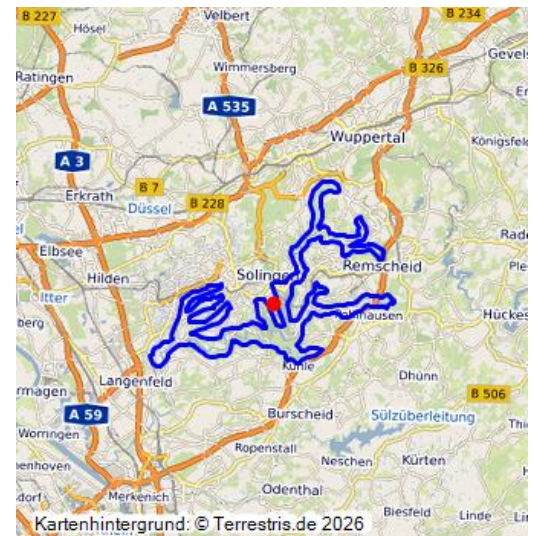 B 227
Velbert
B 234
Hösel
Gevels
Ratingen
Wimmersberg
B 326
A 535
Wuppertal
Königsfeld
A 3
B 7
Erkrath
B 228
Düssel
Elbsee
Solingen
Remscheid
Hilden
Itter
Hückes
Langenfeld
Dhünn
B 506
A 59
Burscheid
Sülzüberleitung
Worringen
Ropenstall
Neschen
Kürten
Odenthal
Merkenich
Biesfeld
Linde
Kartenhintergrund: © Terrestris.de 2026